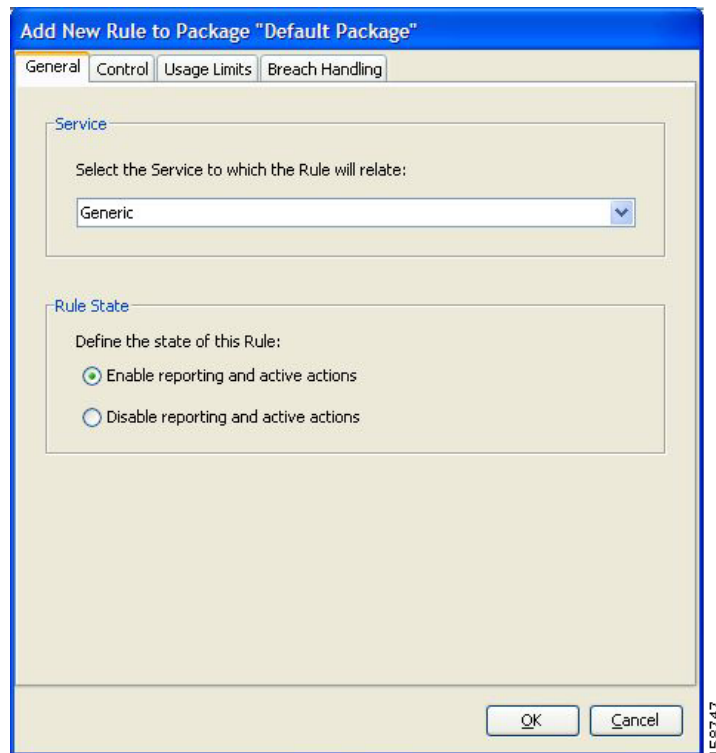 Add New Rule to Package "Default Package"
General Control Usage Limits Breach Handling
Service
Select the Service to which the Rule will relate:
Generic
Rule State
Define the state of this Rule:
Enable reporting and active actions
Disable reporting and active actions
OK Cancel